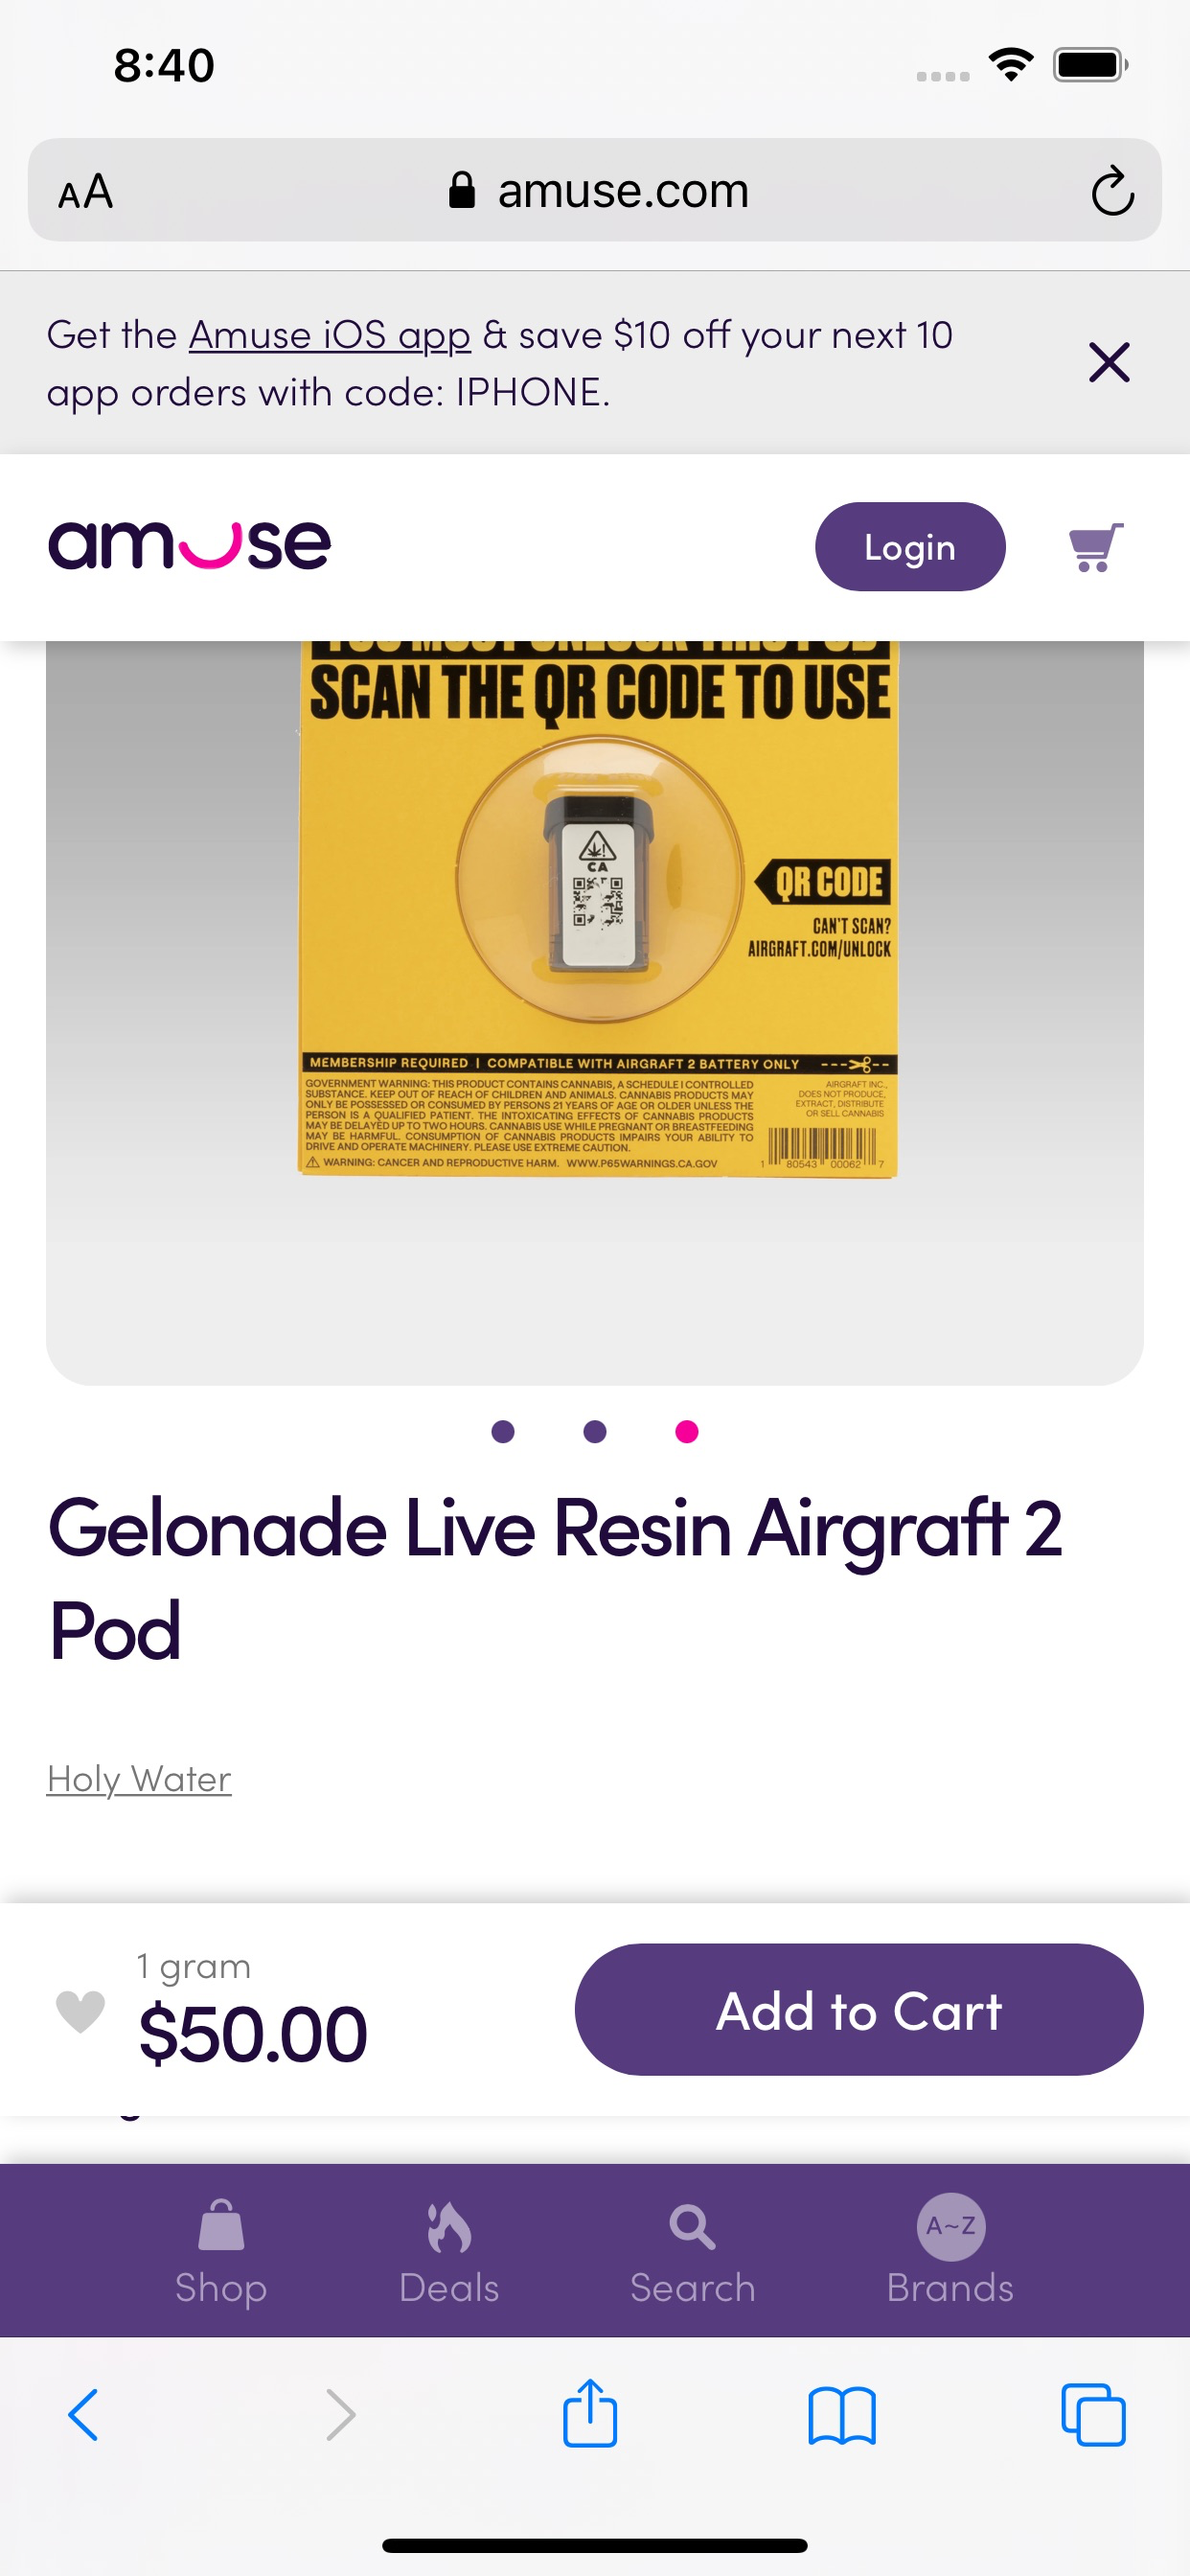 8:40
AA amuse.com
Get the Amuse iOS app & save $10 off your next 10
app orders with code: IPHONE.
amuse
Login
YOU MUST UNLOCK THIS POD
SCAN THE QR CODE TO USE
CA
QR CODE
CAN'T SCAN?
AIRGRAFT.COM/UNLOCK
MEMBERSHIP REQUIRED | COMPATIBLE WITH AIRGRAFT 2 BATTERY ONLY
GOVERNMENT WARNING: THIS PRODUCT CONTAINS CANNABIS, A SCHEDULE I CONTROLLED
SUBSTANCE. KEEP OUT OF REACH OF CHILDREN AND ANIMALS. CANNABIS PRODUCTS MAY
ONLY BE POSSESSED OR CONSUMED BY PERSONS 21 YEARS OF AGE OR OLDER UNLESS THE
PERSON IS A QUALIFIED PATIENT. THE INTOXICATING EFFECTS OF CANNABIS PRODUCTS
MAY BE DELAYED UP TO TWO HOURS. CANNABIS USE WHILE PREGNANT OR BREASTFEEDING
MAY BE HARMFUL. CONSUMPTION OF CANNABIS PRODUCTS IMPAIRS YOUR ABILITY TO
DRIVE AND OPERATE MACHINERY. PLEASE USE EXTREME CAUTION.
WARNING: CANCER AND REPRODUCTIVE HARM. WWW.P65WARNINGS.CA.GOV
AIRGRAFT INC.,
DOES NOT PRODUCE,
EXTRACT, DISTRIBUTE
OR SELL CANNABIS
1 80543 00062 7
Gelonade Live Resin Airgraft 2
Pod
Holy Water
1 gram
$50.00
Add to Cart
A~Z
Shop Deals Search Brands